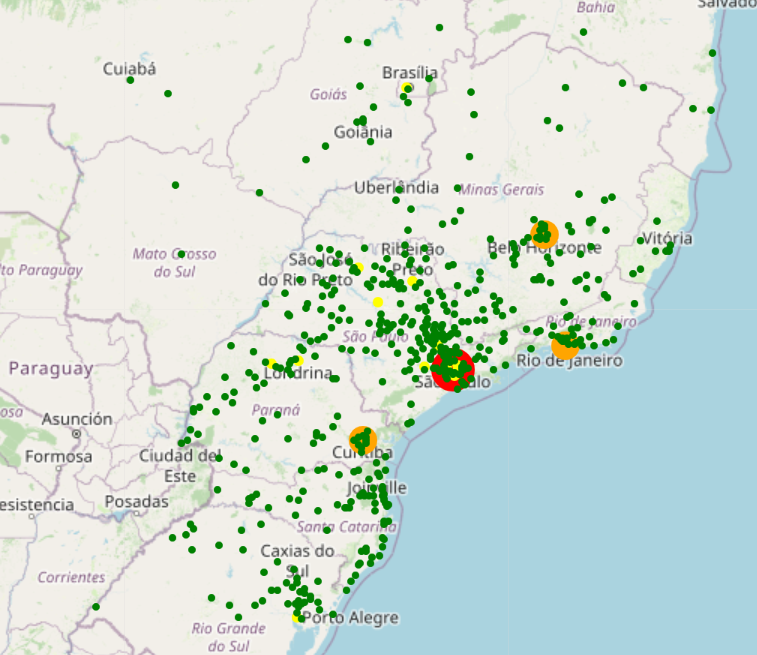 Bahia
Salvado
Cuiabá
Brasília
Goiás
Goiânia
Uberlândia
Minas Gerais
Mato Grosso
do Sul
lto Paraguay
Ribeirão
Preto
São José
do Rio Preto
Belo Horizonte
Vitória
Rio de Janeiro
São Paulo
Rio de Janeiro
São Paulo
Paraguay
Londrina
Paraná
osa
Asunción
Formosa
Ciudad del
Este
Curitiba
Joinville
esistencia
Posadas
Santa Catarina
Caxias do
Sul
Corrientes
Porto Alegre
Rio Grande
do Sul